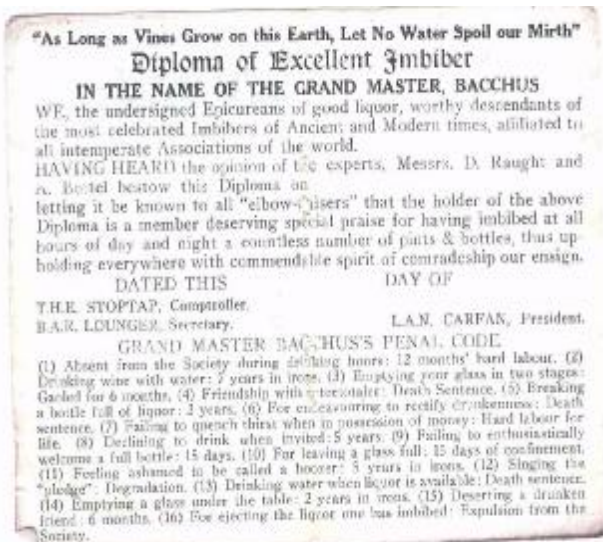 "As Long as Vines Grow on this Earth, Let No Water Spoil our Mirth"
Diploma of Excellent Imbiber
IN THE NAME OF THE GRAND MASTER, BACCHUS
WE, the undersigned Epicureans of good liquor, worthy descendants of
the most celebrated Imbibers of Ancient and Modern times, affiliated to
all intemperate Associations of the world.
HAVING HEARD the opinion of the experts, Messrs. D. Raught and
A. Bottel bestow this Diploma on
letting it be known to all "elbow-raisers" that the holder of the above
Diploma is a member deserving special praise for having imbibed at all
hours of day and night a countless number of pints & bottles, thus up-
holding everywhere with commendable spirit of comradeship our ensign.
DATED THIS DAY OF
T.H.E. STOPTAP, Comptroller.
B.A.R. LOUNGER, Secretary. L.A.N. CARFAN, President.
GRAND MASTER BACCHUS'S PENAL CODE
(1) Absent from the Society during drinking hours: 12 months' hard labour. (2)
Drinking wine with water: 2 years in irons. (3) Emptying your glass in two stages:
Gaoled for 6 months. (4) Friendship with a teetotaler: Death Sentence. (5) Breaking
a bottle full of liquor: 2 years. (6) For endeavouring to rectify drunkenness: Death
sentence. (7) Failing to quench thirst when in possession of money: Hard labour for
life. (8) Declining to drink when invited: 5 years. (9) Failing to enthusiastically
welcome a full bottle: 15 days. (10) For leaving a glass full: 15 days of confinement.
(11) Feeling ashamed to be called a boozer: 5 years in irons. (12) Singing the
"pledge": Degradation. (13) Drinking water when liquor is available: Death sentence.
(14) Emptying a glass under the table: 2 years in irons. (15) Deserting a drunken
friend: 6 months. (16) For ejecting the liquor one has imbibed: Expulsion from the
Society.